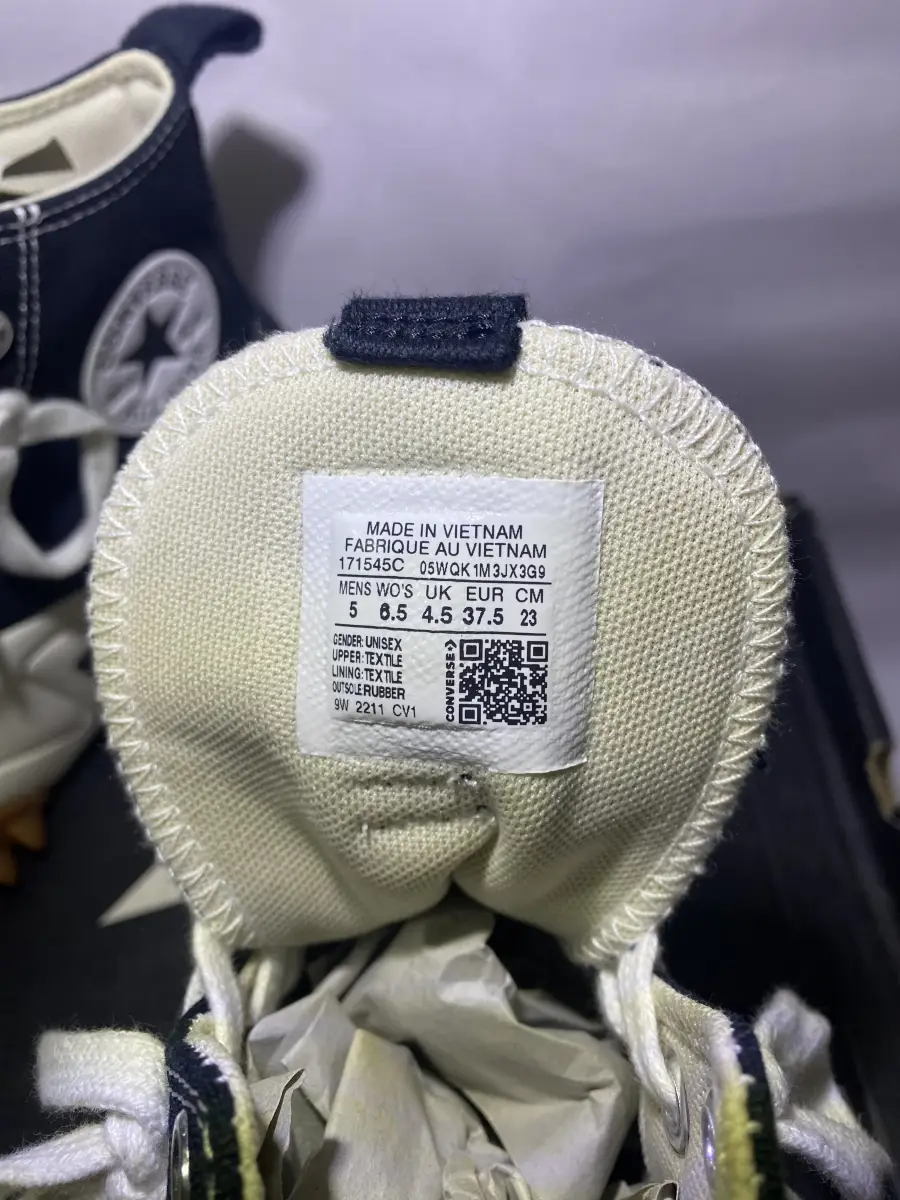 CONVERSE
MADE IN VIETNAM
FABRIQUE AU VIETNAM
171545C 05WQK1M3JX3G9
MENS WO'S UK EUR CM
5 6.5 4.5 37.5 23
GENDER: UNISEX
UPPER: TEXTILE
LINING: TEXTILE
OUTSOLE RUBBER
9W 2211 CV1
CONVERSE